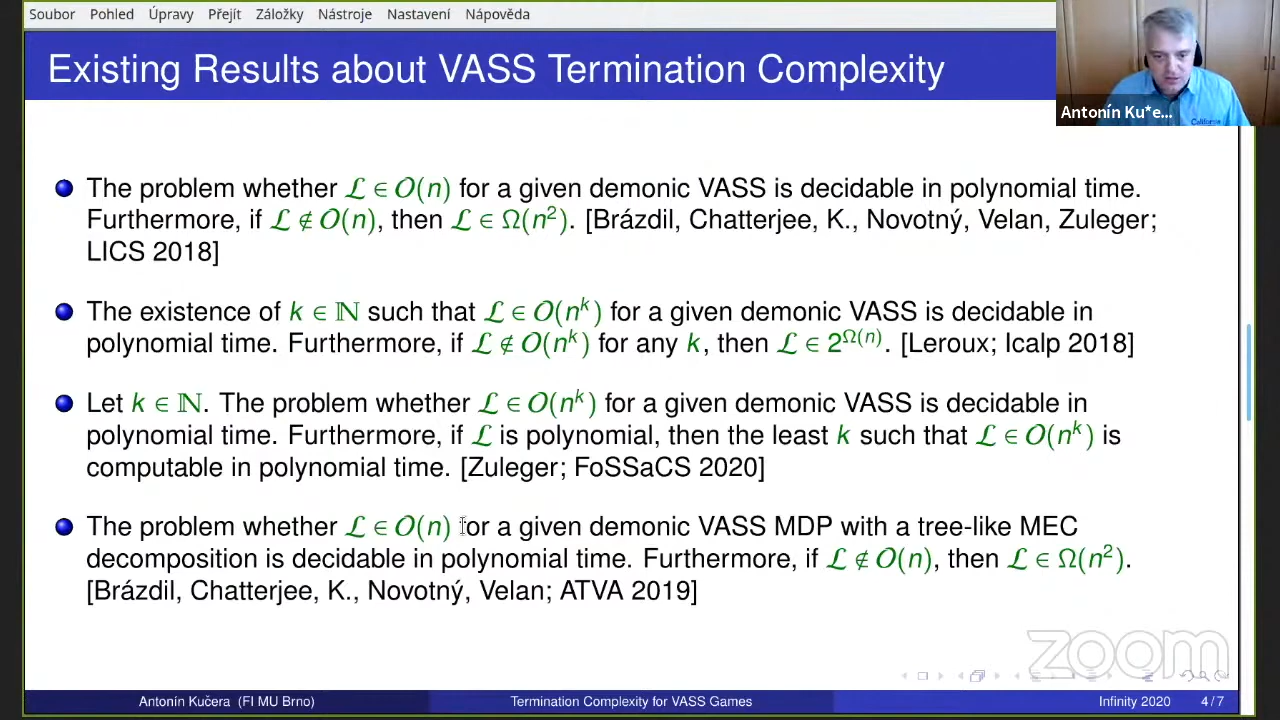 Soubor Pohled Úpravy Přejít Záložky Nástroje Nastavení Nápověda
Existing Results about VASS Termination Complexity
Antonín Ku*e...
California
The problem whether ℒ ∈ 𝒪(n) for a given demonic VASS is decidable in polynomial time.
Furthermore, if ℒ ∉ 𝒪(n), then ℒ ∈ Ω(n²). [Brázdil, Chatterjee, K., Novotný, Velan, Zuleger;
LICS 2018]
The existence of k ∈ ℕ such that ℒ ∈ 𝒪(nᵏ) for a given demonic VASS is decidable in
polynomial time. Furthermore, if ℒ ∉ 𝒪(nᵏ) for any k, then ℒ ∈ 2^Ω(n). [Leroux; Icalp 2018]
Let k ∈ ℕ. The problem whether ℒ ∈ 𝒪(nᵏ) for a given demonic VASS is decidable in
polynomial time. Furthermore, if ℒ is polynomial, then the least k such that ℒ ∈ 𝒪(nᵏ) is
computable in polynomial time. [Zuleger; FoSSaCS 2020]
The problem whether ℒ ∈ 𝒪(n) for a given demonic VASS MDP with a tree-like MEC
decomposition is decidable in polynomial time. Furthermore, if ℒ ∉ 𝒪(n), then ℒ ∈ Ω(n²).
[Brázdil, Chatterjee, K., Novotný, Velan; ATVA 2019]
zoom
Antonín Kučera (FI MU Brno) Termination Complexity for VASS Games Infinity 2020 4 / 7